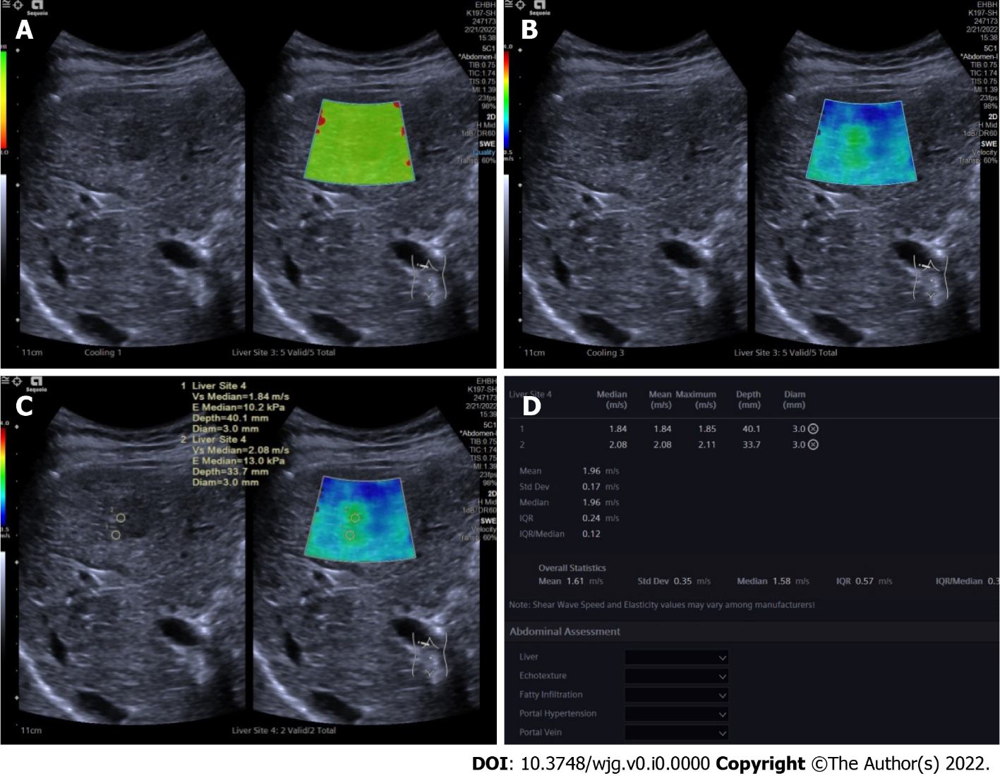 A
Sequoia
EHBH
K197-SH
247173
2/21/2022
15:38
5C1
*Abdomen-I
TIB:0.75
TIC:1.74
TIS:0.75
MI:1.39
23fps
98%
2D
H Mid
1dB/DR60
SWE
Quality
Transp: 60%
HI
LO
11cm
Cooling 1
Liver Site 3: 5 Valid/5 Total
B
Sequoia
EHBH
K197-SH
247173
2/21/2022
15:38
5C1
*Abdomen-I
TIB:0.75
TIC:1.74
TIS:0.75
MI:1.39
23fps
98%
2D
H Mid
1dB/DR60
SWE
Velocity
Transp: 60%
4.0
0.5
m/s
11cm
Cooling 3
Liver Site 3: 5 Valid/5 Total
C
Sequoia
1 Liver Site 4
Vs Median=1.84 m/s
E Median=10.2 kPa
Depth=40.1 mm
Diam=3.0 mm
2 Liver Site 4
Vs Median=2.08 m/s
E Median=13.0 kPa
Depth=33.7 mm
Diam=3.0 mm
EHBH
K197-SH
247173
2/21/2022
15:39
5C1
*Abdomen-I
TIB:0.75
TIC:1.74
TIS:0.75
MI:1.39
23fps
98%
2D
H Mid
1dB/DR60
SWE
Velocity
Transp: 60%
4.0
0.5
m/s
2
1
11cm
Liver Site 4: 2 Valid/2 Total
D
Liver Site 4 Median (m/s) Mean (m/s) Maximum (m/s) Depth (mm) Diam (mm)
1 1.84 1.84 1.85 40.1 3.0
2 2.08 2.08 2.11 33.7 3.0
Mean 1.96 m/s
Std Dev 0.17 m/s
Median 1.96 m/s
IQR 0.24 m/s
IQR/Median 0.12
Overall Statistics
Mean 1.61 m/s Std Dev 0.35 m/s Median 1.58 m/s IQR 0.57 m/s IQR/Median 0.3
Note: Shear Wave Speed and Elasticity values may vary among manufacturers!
Abdominal Assessment
Liver
Echotexture
Fatty Infiltration
Portal Hypertension
Portal Vein
DOI: 10.3748/wjg.v0.i0.0000 Copyright ©The Author(s) 2022.